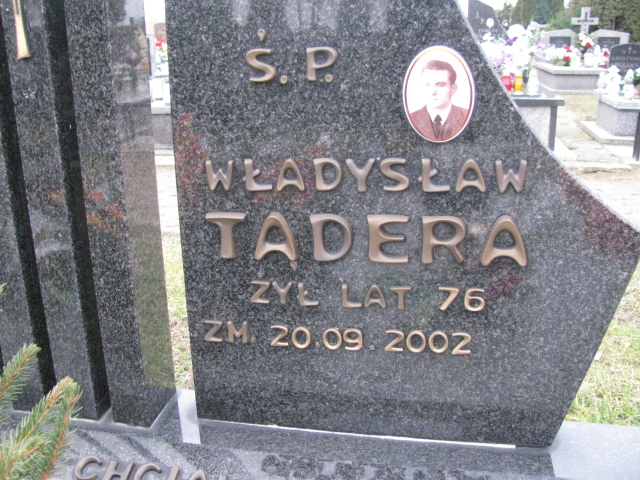 Ś. P.
WŁADYSŁAW
TADERA
ŻYŁ LAT 76
ZM. 20.09.2002